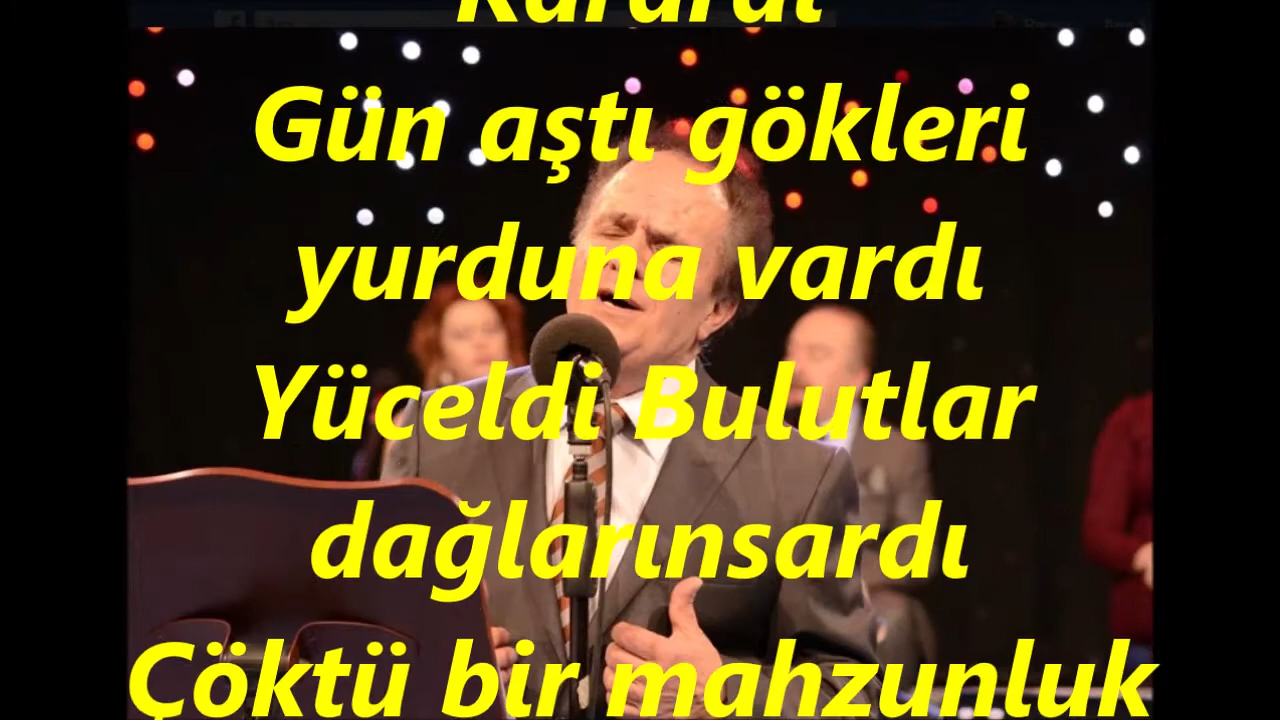 Gün aştı gökleri
yurduna vardı
Yüceldi Bulutlar
dağlarınsardı
Çöktü bir mahzunluk